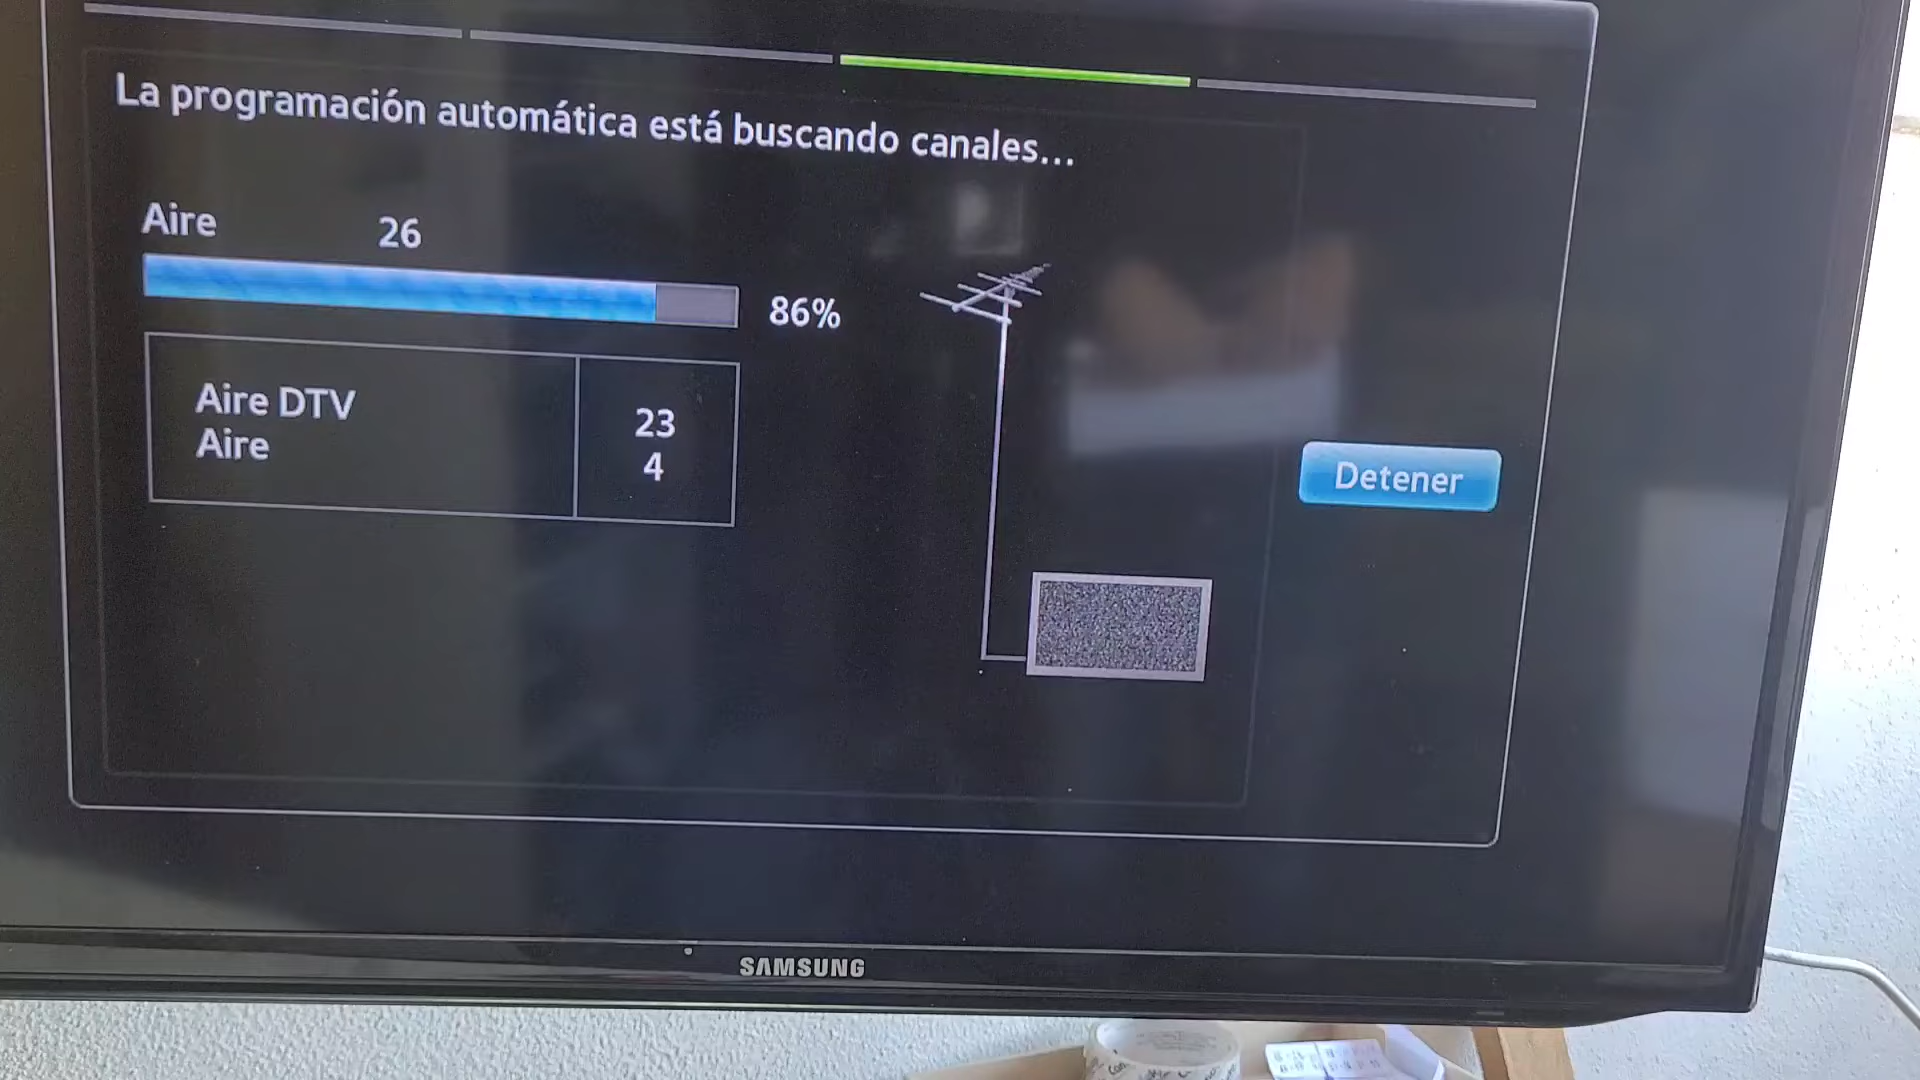 La programación automática está buscando canales...
Aire 26
86%
Aire DTV 23
Aire 4
Detener
SAMSUNG